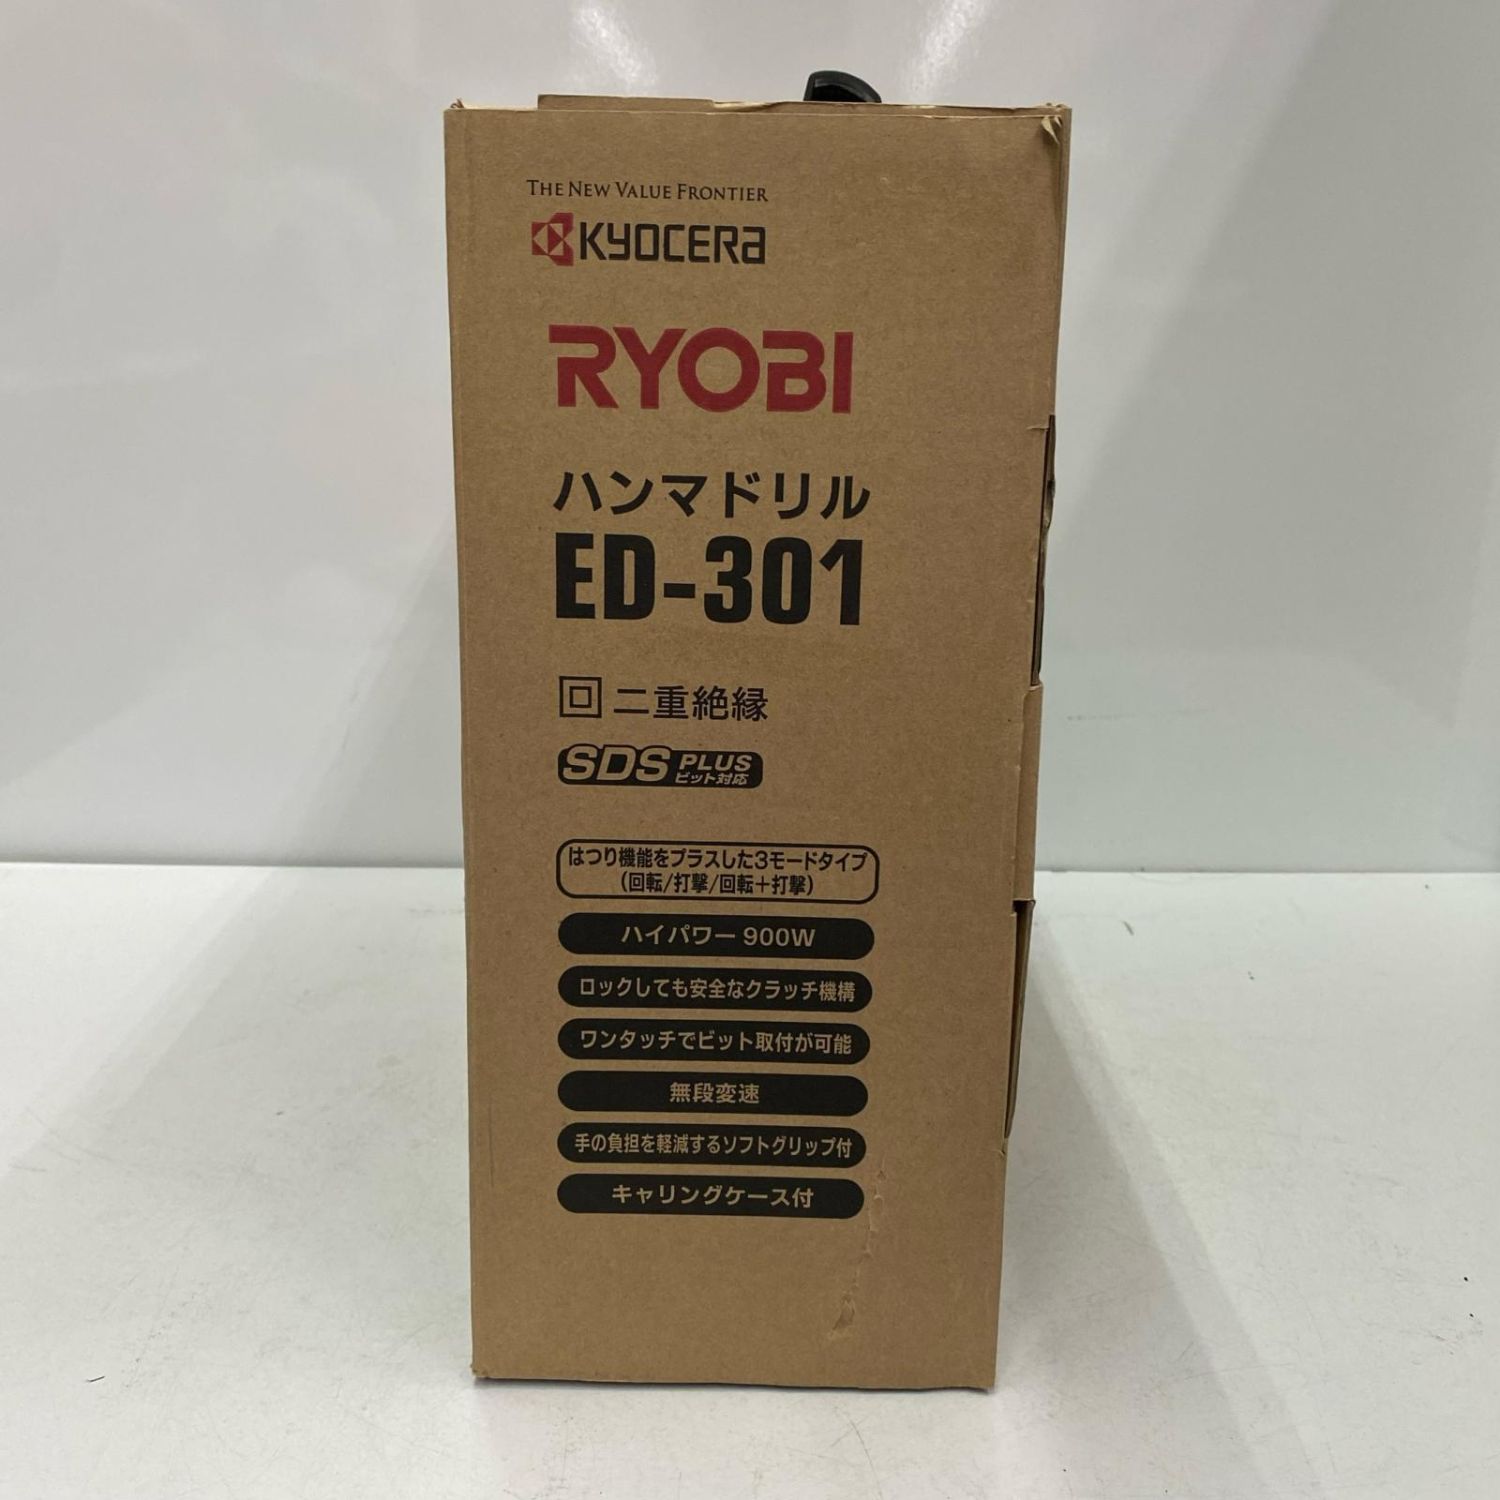 THE NEW VALUE FRONTIER
KYOCERA
RYOBI
ハンマドリル
ED-301
二重絶縁
SDS PLUS
ビット対応
はつり機能をプラスした3モードタイプ
(回転/打撃/回転+打撃)
ハイパワー900W
ロックしても安全なクラッチ機構
ワンタッチでビット取付が可能
無段変速
手の負担を軽減するソフトグリップ付
キャリングケース付